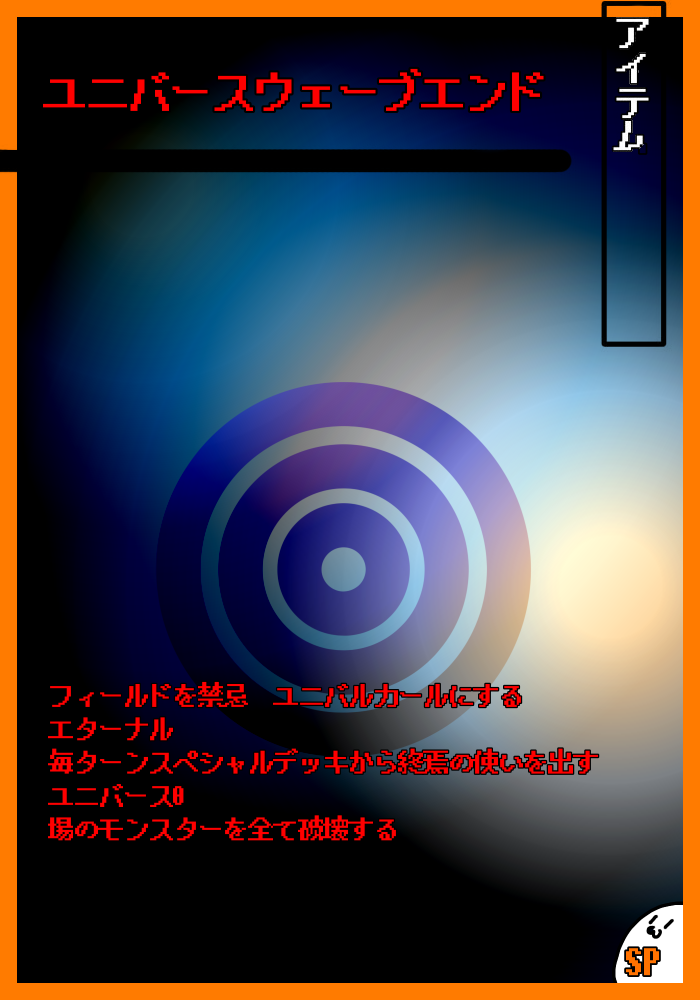 ユニバースウェーブエンド
アイテム
フィールドを禁忌　ユニバルカールにする
エターナル
毎ターンスペシャルデッキから終焉の使いを出す
ユニバース0
場のモンスターを全て破壊する
SP